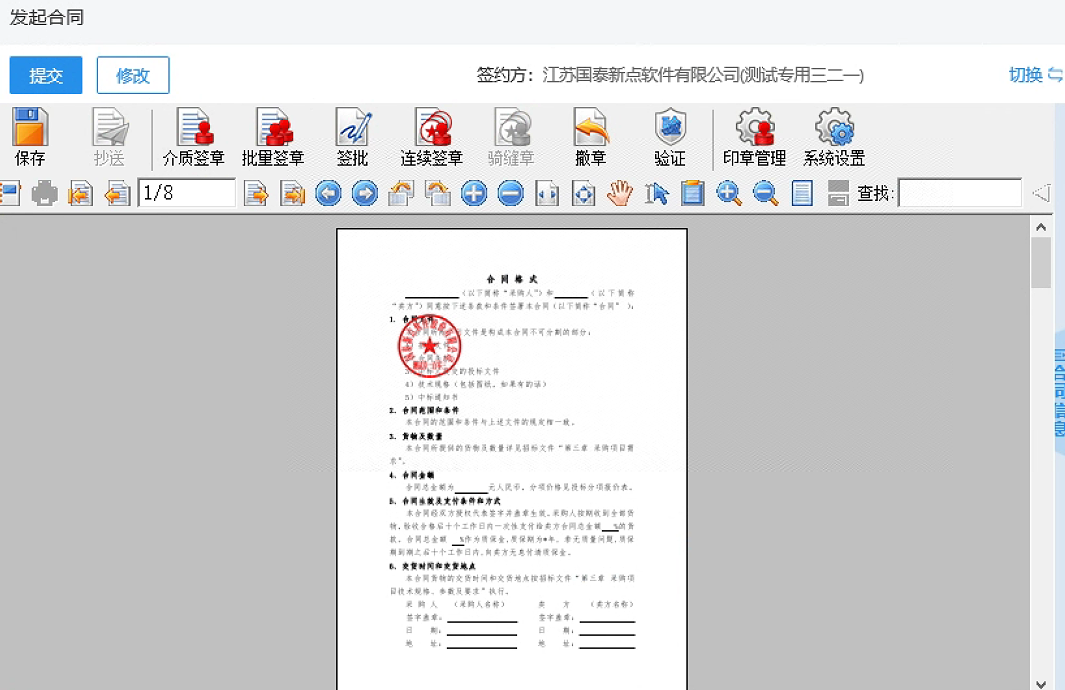 发起合同
提交 修改 签约方： 江苏国泰新点软件有限公司(测试专用三二一) 切换
保存 抄送 介质签章 批量签章 签批 连续签章 骑缝章 撤章 验证 印章管理 系统设置
1/8 查找:
合同格式
（以下简称“采购人”）和 （以下简称
“卖方”）同意按下述条款和条件签署本合同（以下简称“合同”）：
1. 合同文件
文件是构成本合同不可分割的部分：
的投标文件
4）技术规格（包括图纸，如果有的话）
5）中标通知书
2. 合同范围和条件
本合同的范围和条件与上述文件的规定相一致。
3. 货物及数量
本合同所提供的货物及数量详见招标文件“第三章 采购项目需
求”。
4. 合同金额
合同总金额为 元人民币，分项价格见投标分项报价表。
5. 合同生效及支付条件和方式
本合同经双方授权代表签字并盖章生效。采购人按期收到全部货
物，验收合格后十个工作日内一次性支付给卖方合同总金额 %的货
款，合同总金额 %作为质保金，质保期为*年。若无质量问题，质保
期到期之后十个工作日内，向卖方无息付清质保金。
6. 交货时间和交货地点
本合同货物的交货时间和交货地点按招标文件“第三章 采购项
目技术规格、参数及要求”执行。
采购人 （采购人名称） 卖方 （卖方名称）
签字盖章： 签字盖章：
日期： 日期：
地址： 地址：
三合同信息